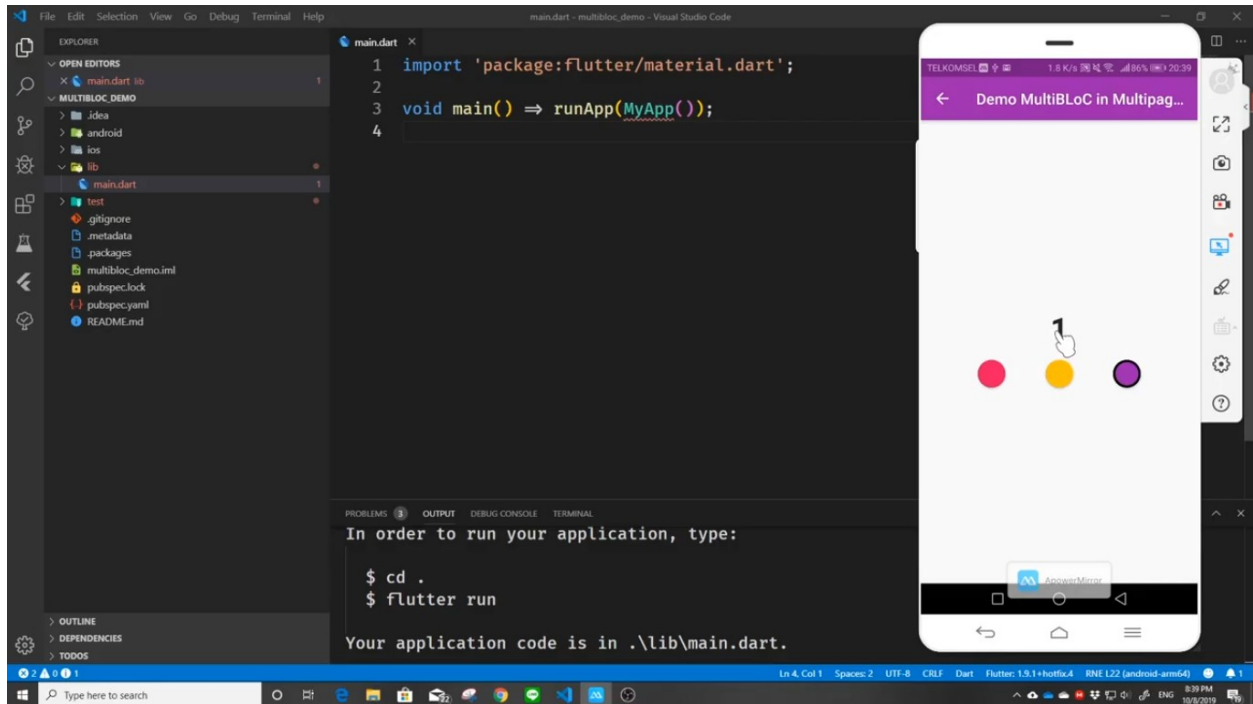 File Edit Selection View Go Debug Terminal Help
main.dart - multibloc_demo - Visual Studio Code
EXPLORER
OPEN EDITORS
main.dart lib 1
MULTIBLOC_DEMO
.idea
android
ios
lib
main.dart 1
test
.gitignore
.metadata
.packages
multibloc_demo.iml
pubspec.lock
pubspec.yaml
README.md
OUTLINE
DEPENDENCIES
TODOS
main.dart
1 import 'package:flutter/material.dart';
2
3 void main() => runApp(MyApp());
4
PROBLEMS 3 OUTPUT DEBUG CONSOLE TERMINAL
In order to run your application, type:
$ cd .
$ flutter run
Your application code is in .\lib\main.dart.
TELKOMSEL 1.8 K/s 86% 20:39
Demo MultiBLoC in Multipag...
1
ApowerMirror
2 0 1
Ln 4, Col 1 Spaces: 2 UTF-8 CRLF Dart Flutter: 1.9.1+hotfix.4 RNE L22 (android-arm64) 1
Type here to search
ENG
8:39 PM
10/8/2019